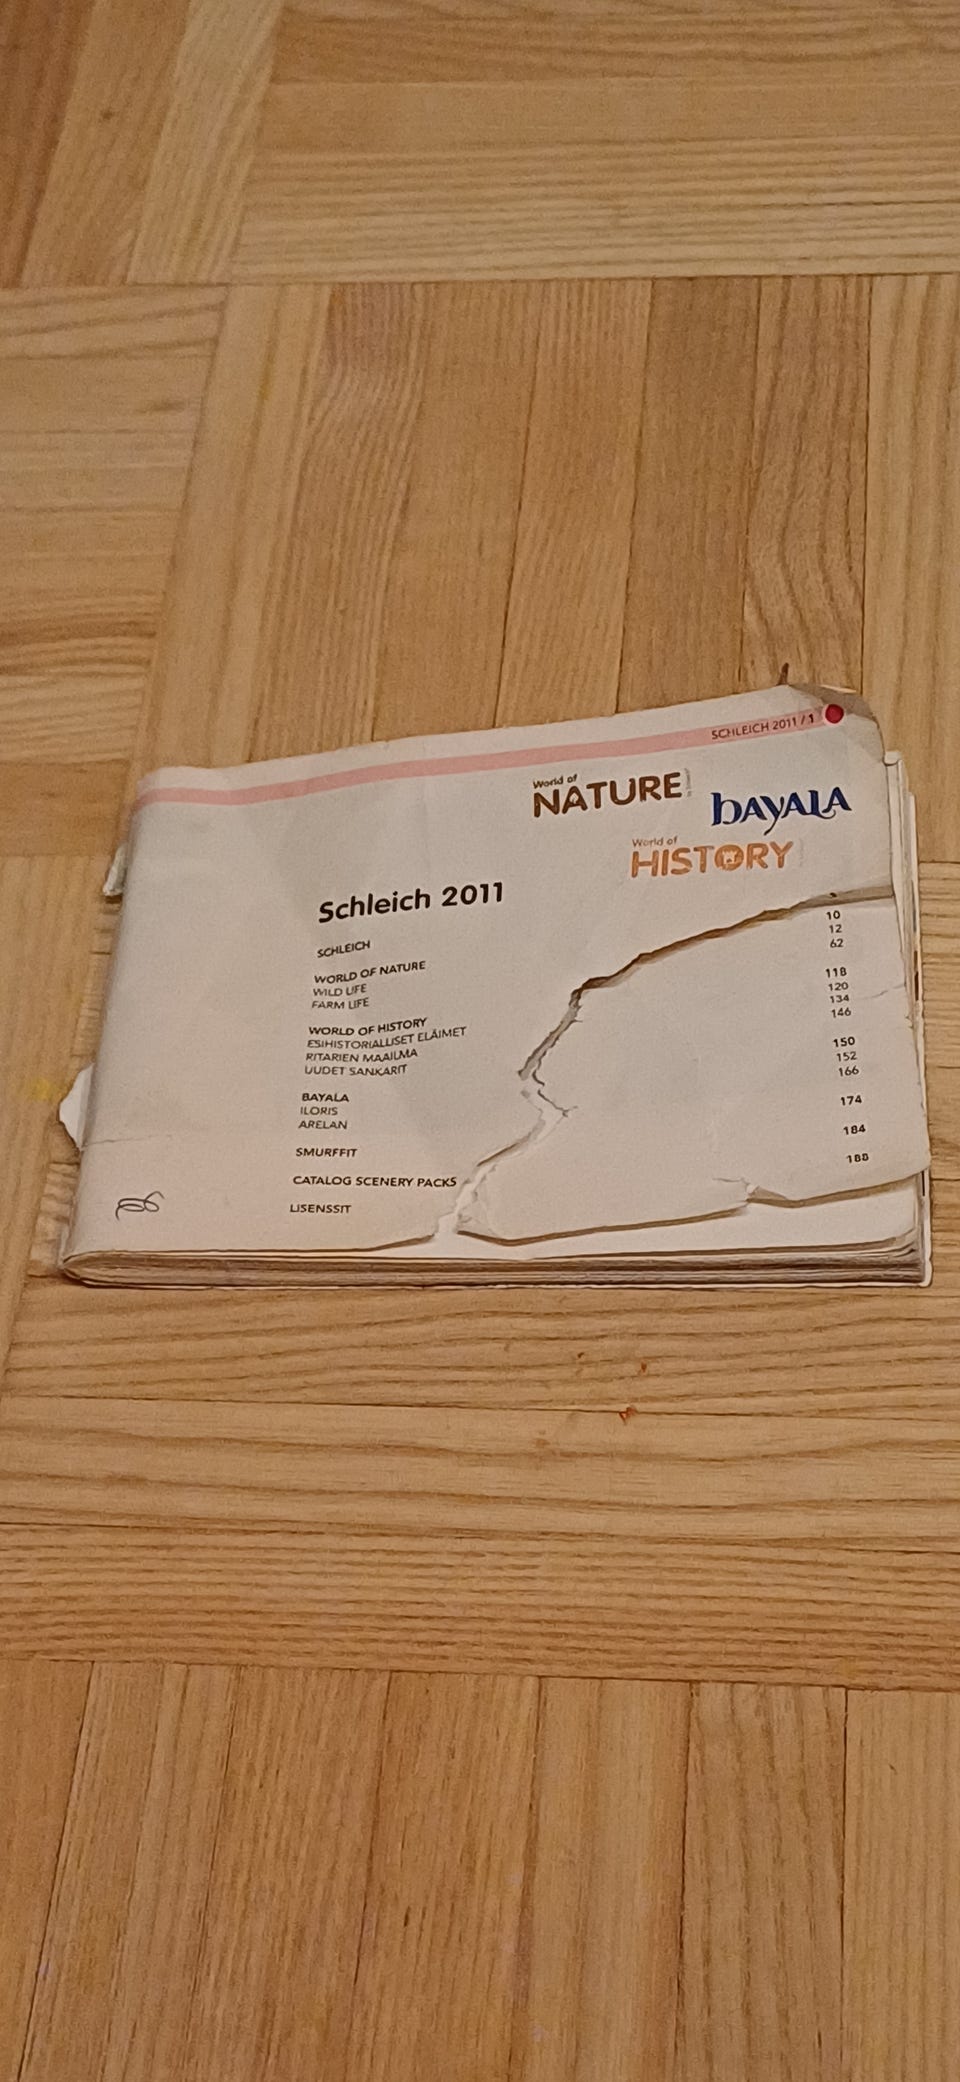 SCHLEICH 2011 / 1
World of
NATURE
bAYALA
World of
HISTORY
Schleich 2011
SCHLEICH
WORLD OF NATURE 10
WILD LIFE 12
FARM LIFE 62
WORLD OF HISTORY 118
ESIHISTORIALLISET ELÄIMET 120
RITARIEN MAAILMA 134
UUDET SANKARIT 146
BAYALA 150
ILORIS 152
ARELAN 166
SMURFFIT 174
CATALOG SCENERY PACKS 184
LISENSSIT 188